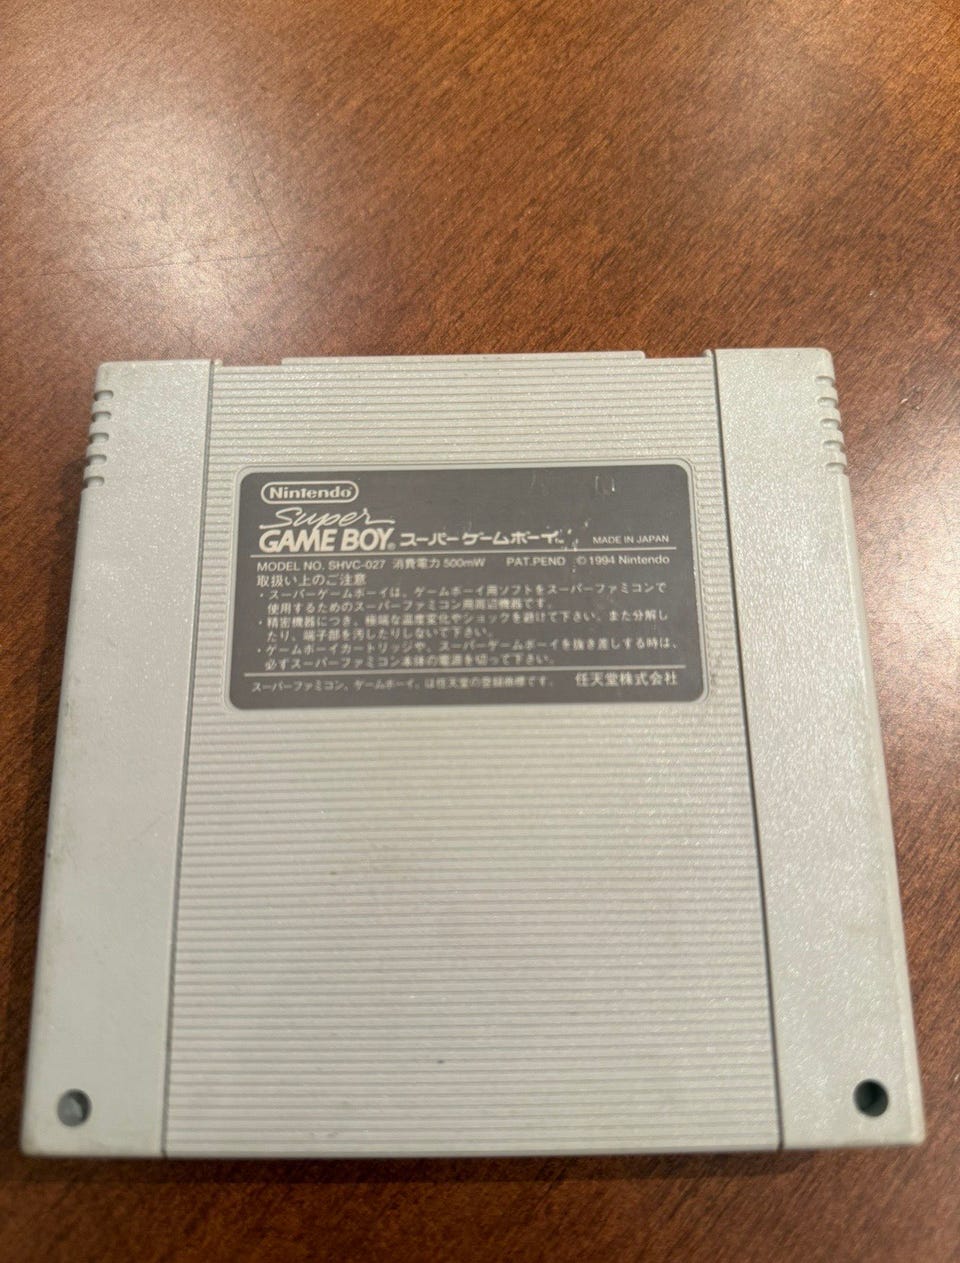 Nintendo
Super
GAME BOY™ スーパーゲームボーイ™ MADE IN JAPAN
MODEL NO. SHVC-027 消費電力 500mW PAT.PEND © 1994 Nintendo
取扱い上のご注意
・スーパーゲームボーイは、ゲームボーイ用ソフトをスーパーファミコンで
使用するためのスーパーファミコン用周辺機器です。
・精密機器につき、極端な温度変化やショックを避けて下さい。また分解し
たり、端子部を汚したりしないで下さい。
・ゲームボーイカートリッジや、スーパーゲームボーイを抜き差しする時は、
必ずスーパーファミコン本体の電源を切って下さい。
スーパーファミコン、ゲームボーイ、は任天堂の登録商標です。 任天堂株式会社